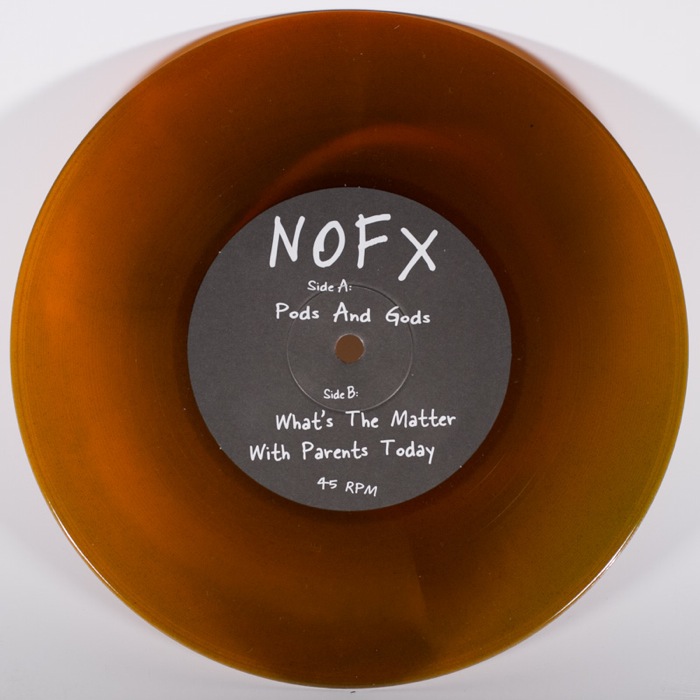 NOFX
Side A:
Pods And Gods
Side B:
What's The Matter
With Parents Today
45 RPM